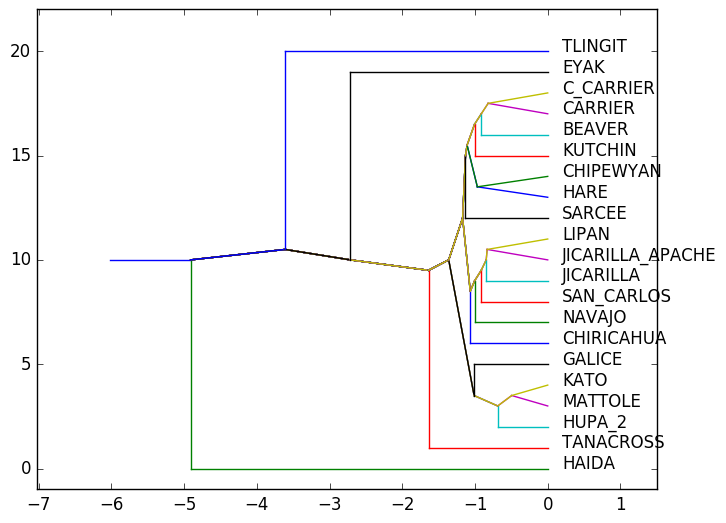 20
15
10
5
0
TLINGIT
EYAK
C_CARRIER
CARRIER
BEAVER
KUTCHIN
CHIPEWYAN
HARE
SARCEE
LIPAN
JICARILLA_APACHE
JICARILLA
SAN_CARLOS
NAVAJO
CHIRICAHUA
GALICE
KATO
MATTOLE
HUPA_2
TANACROSS
HAIDA
−7 −6 −5 −4 −3 −2 −1 0 1